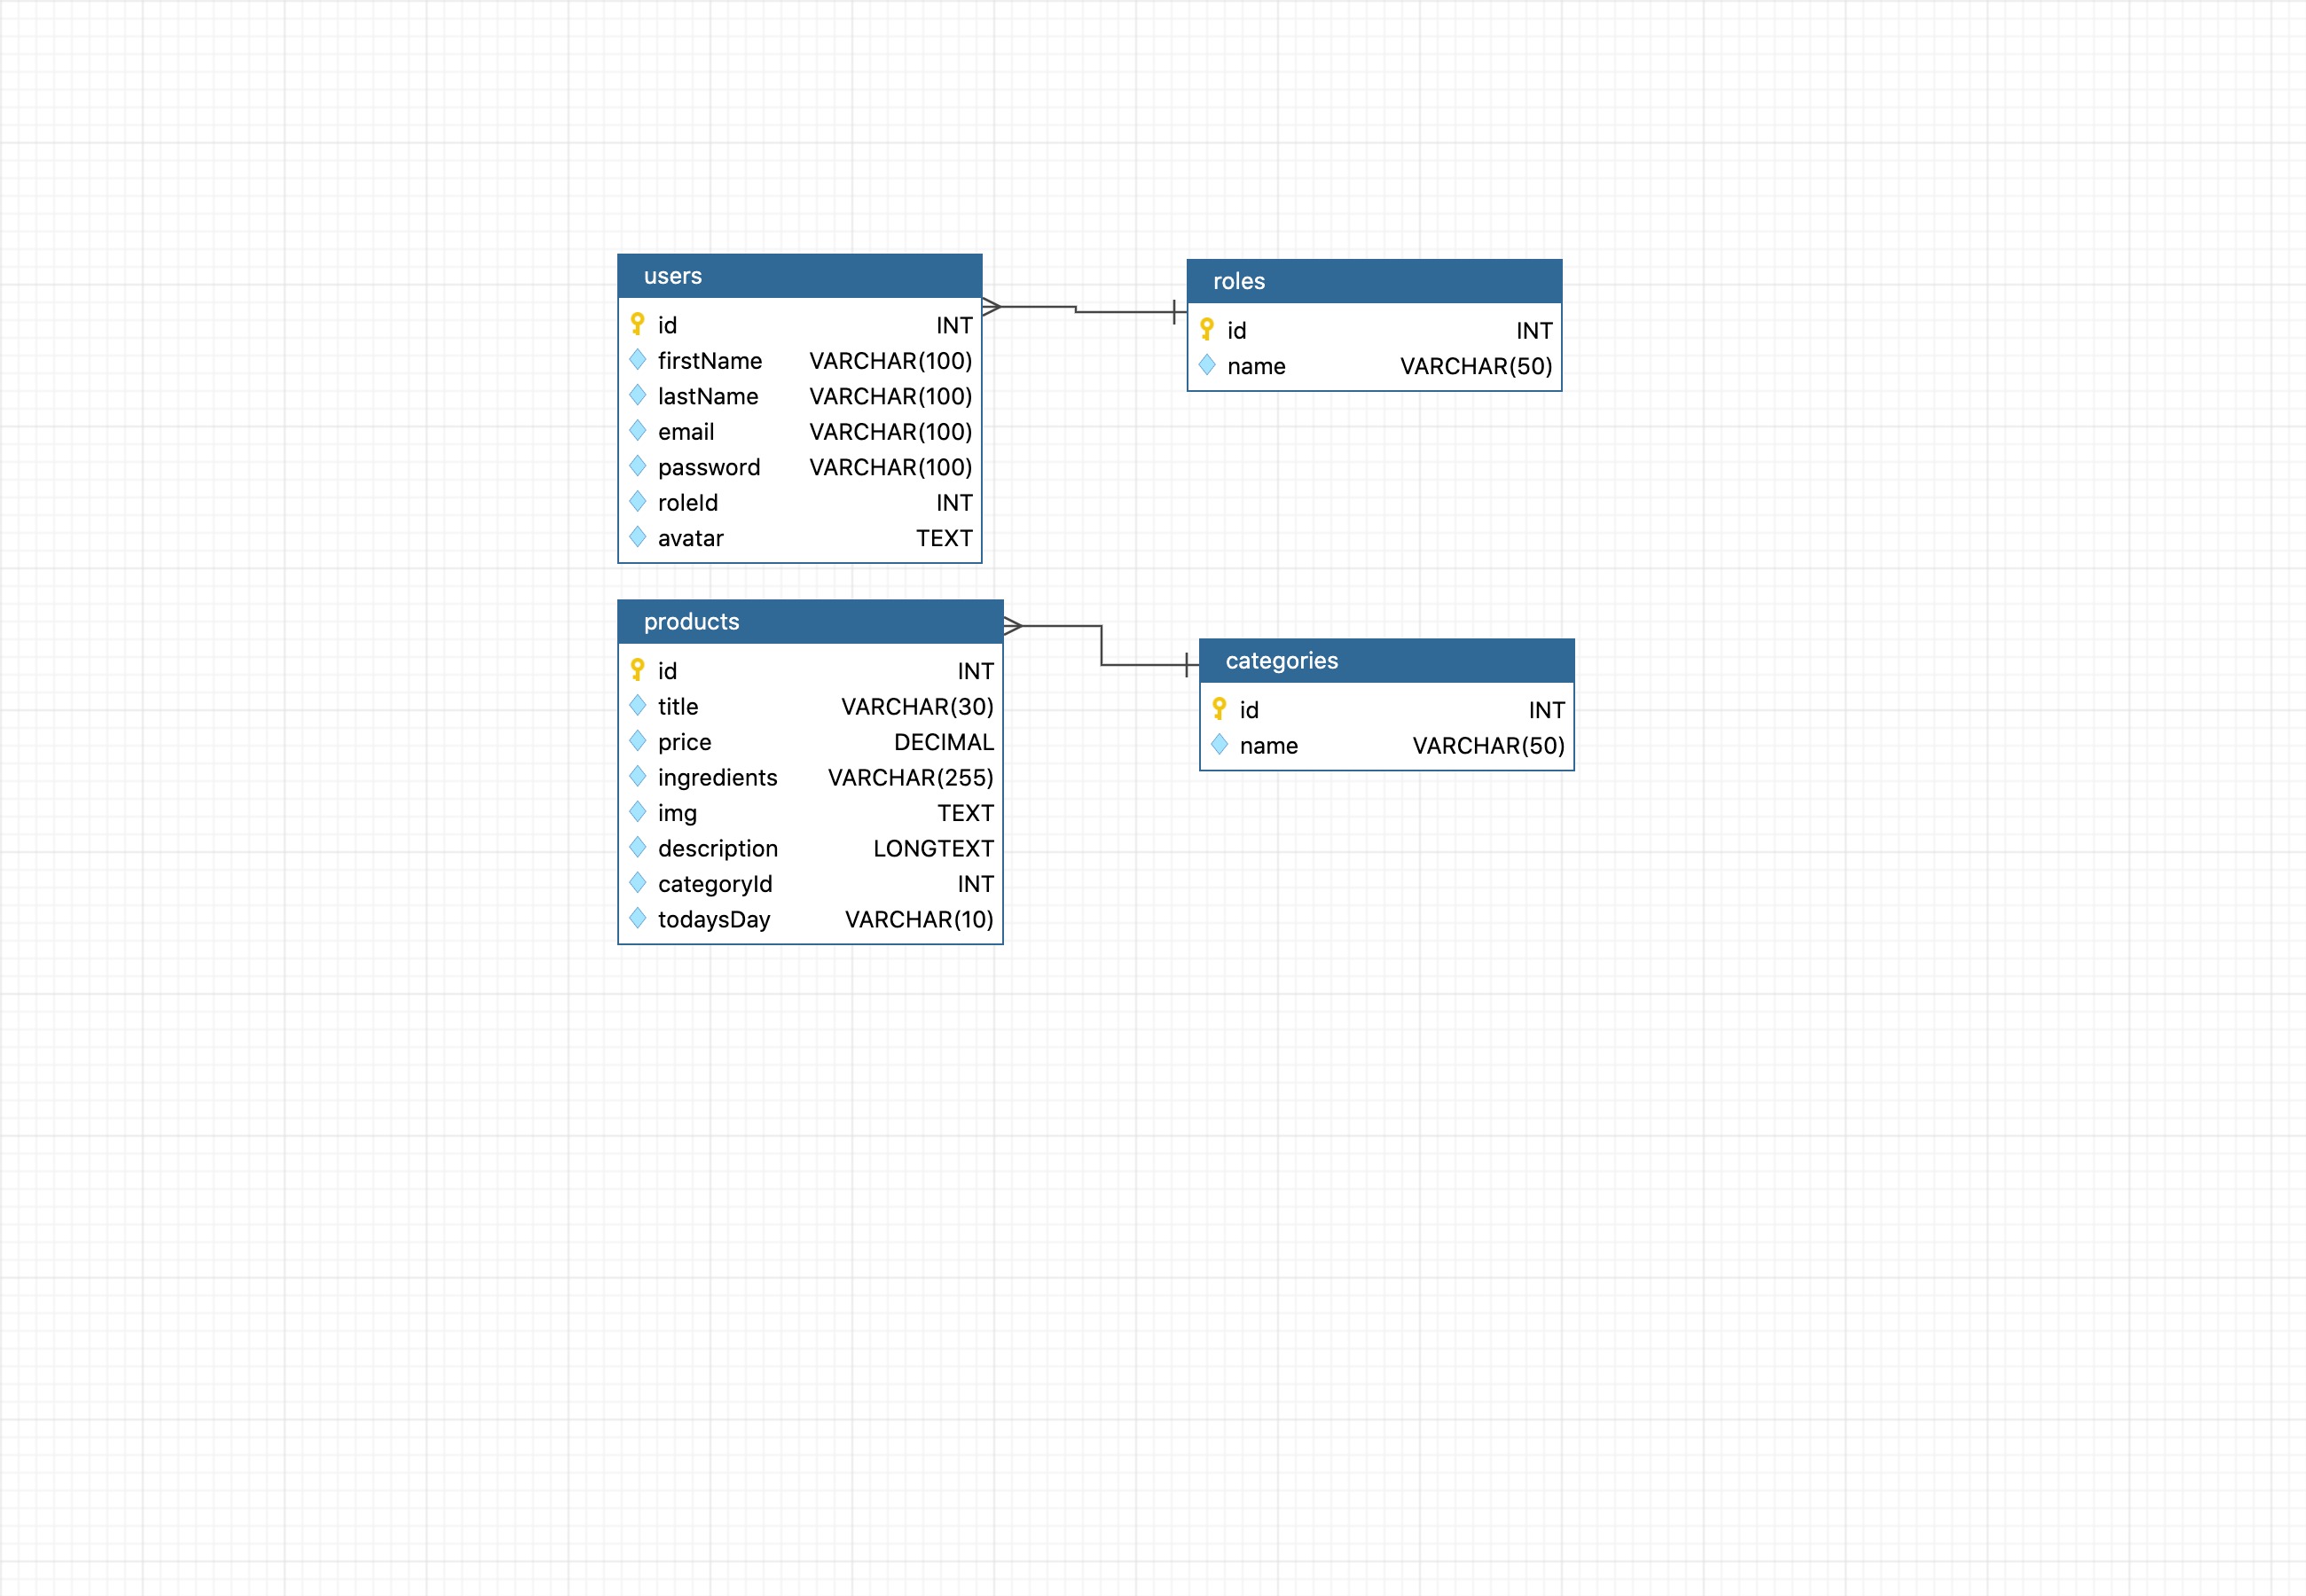 users
id INT
firstName VARCHAR(100)
lastName VARCHAR(100)
email VARCHAR(100)
password VARCHAR(100)
roleId INT
avatar TEXT
roles
id INT
name VARCHAR(50)
products
id INT
title VARCHAR(30)
price DECIMAL
ingredients VARCHAR(255)
img TEXT
description LONGTEXT
categoryId INT
todaysDay VARCHAR(10)
categories
id INT
name VARCHAR(50)